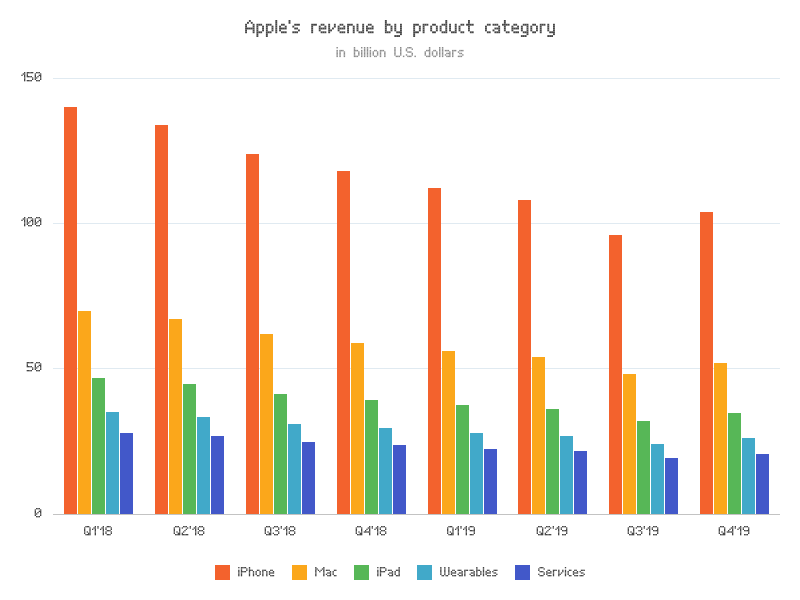 Apple's revenue by product category
in billion U.S. dollars
150
100
50
0
Q1'18 Q2'18 Q3'18 Q4'18 Q1'19 Q2'19 Q3'19 Q4'19
iPhone Mac iPad Wearables Services